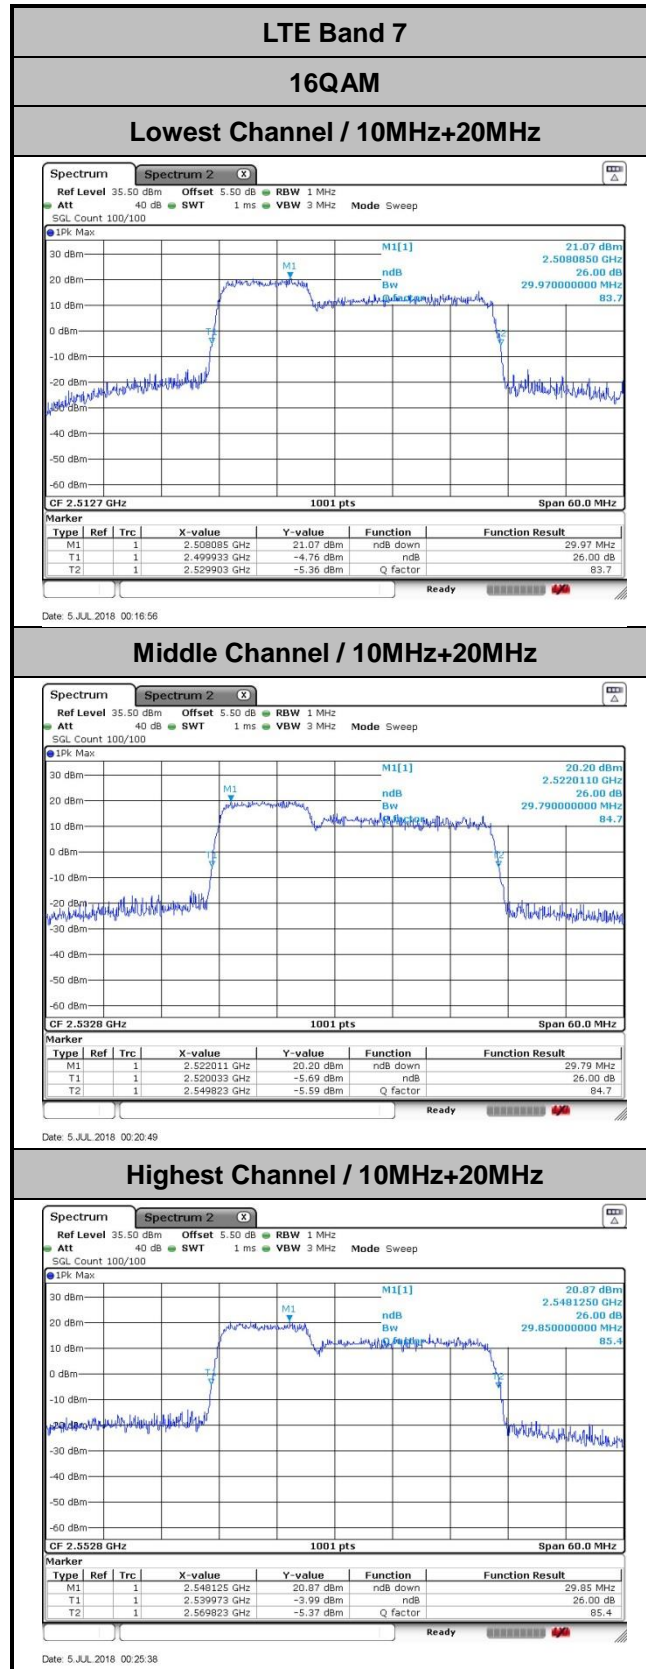 LTE Band 7
16QAM
Lowest Channel / 10MHz+20MHz
Spectrum Spectrum 2 X
Ref Level 35.50 dBm Offset 5.50 dB RBW 1 MHz
Att 40 dB SWT 1 ms VBW 3 MHz Mode Sweep
SGL Count 100/100
1Pk Max
M1[1] 21.07 dBm
2.5080850 GHz
ndB 26.00 dB
Bw 29.970000000 MHz
Q factor 83.7
M1
T1
T2
30 dBm
20 dBm
10 dBm
0 dBm
-10 dBm
-20 dBm
-30 dBm
-40 dBm
-50 dBm
-60 dBm
CF 2.5127 GHz 1001 pts Span 60.0 MHz
Marker
Type Ref Trc X-value Y-value Function Function Result
M1 1 2.508085 GHz 21.07 dBm ndB down 29.97 MHz
T1 1 2.499933 GHz -4.76 dBm ndB 26.00 dB
T2 1 2.529903 GHz -5.36 dBm Q factor 83.7
Ready
Date: 5.JUL.2018 00:16:56
Middle Channel / 10MHz+20MHz
Spectrum Spectrum 2 X
Ref Level 35.50 dBm Offset 5.50 dB RBW 1 MHz
Att 40 dB SWT 1 ms VBW 3 MHz Mode Sweep
SGL Count 100/100
1Pk Max
M1[1] 20.20 dBm
2.5220110 GHz
ndB 26.00 dB
Bw 29.790000000 MHz
Q factor 84.7
M1
T1
T2
30 dBm
20 dBm
10 dBm
0 dBm
-10 dBm
-20 dBm
-30 dBm
-40 dBm
-50 dBm
-60 dBm
CF 2.5328 GHz 1001 pts Span 60.0 MHz
Marker
Type Ref Trc X-value Y-value Function Function Result
M1 1 2.522011 GHz 20.20 dBm ndB down 29.79 MHz
T1 1 2.520033 GHz -5.69 dBm ndB 26.00 dB
T2 1 2.549823 GHz -5.59 dBm Q factor 84.7
Ready
Date: 5.JUL.2018 00:20:49
Highest Channel / 10MHz+20MHz
Spectrum Spectrum 2 X
Ref Level 35.50 dBm Offset 5.50 dB RBW 1 MHz
Att 40 dB SWT 1 ms VBW 3 MHz Mode Sweep
SGL Count 100/100
1Pk Max
M1[1] 20.87 dBm
2.5481250 GHz
ndB 26.00 dB
Bw 29.850000000 MHz
Q factor 85.4
M1
T1
T2
30 dBm
20 dBm
10 dBm
0 dBm
-10 dBm
-20 dBm
-30 dBm
-40 dBm
-50 dBm
-60 dBm
CF 2.5528 GHz 1001 pts Span 60.0 MHz
Marker
Type Ref Trc X-value Y-value Function Function Result
M1 1 2.548125 GHz 20.87 dBm ndB down 29.85 MHz
T1 1 2.539973 GHz -3.99 dBm ndB 26.00 dB
T2 1 2.569823 GHz -5.37 dBm Q factor 85.4
Ready
Date: 5.JUL.2018 00:25:38